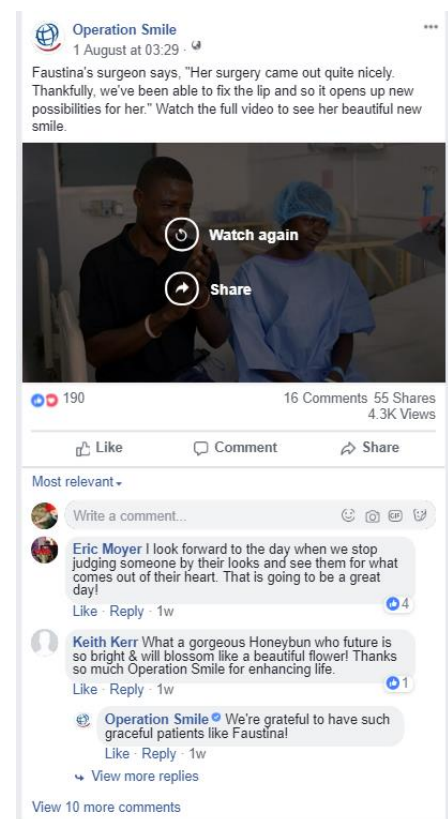 Operation Smile
1 August at 03:29 ·
Faustina's surgeon says, "Her surgery came out quite nicely.
Thankfully, we've been able to fix the lip and so it opens up new
possibilities for her." Watch the full video to see her beautiful new
smile.
Watch again
Share
190
16 Comments 55 Shares
4.3K Views
Like
Comment
Share
Most relevant
Write a comment...
GIF
Eric Moyer I look forward to the day when we stop
judging someone by their looks and see them for what
comes out of their heart. That is going to be a great
day!
4
Like · Reply · 1w
Keith Kerr What a gorgeous Honeybun who future is
so bright & will blossom like a beautiful flower! Thanks
so much Operation Smile for enhancing life.
1
Like · Reply · 1w
Operation Smile We're grateful to have such
graceful patients like Faustina!
Like · Reply · 1w
View more replies
View 10 more comments